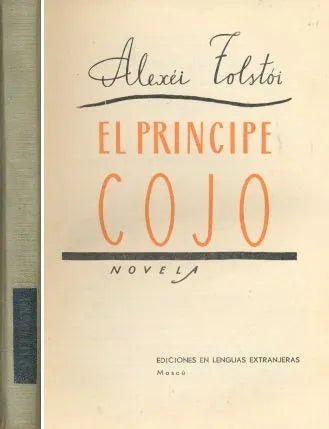 Alexéi Tolstói
EL PRINCIPE
COJO
NOVELA
EDICIONES EN LENGUAS EXTRANJERAS
Moscú